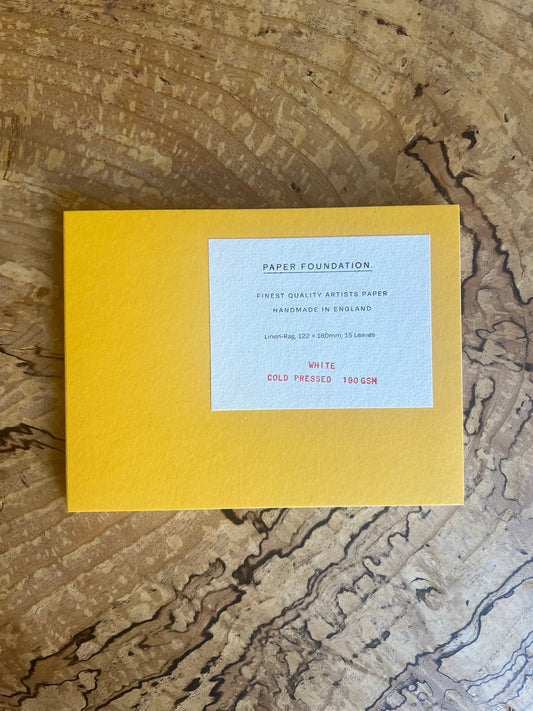 PAPER FOUNDATION.
FINEST QUALITY ARTISTS PAPER
HANDMADE IN ENGLAND
Linen-Rag, 122 × 160mm, 15 Leaves
WHITE
COLD PRESSED 190GSM